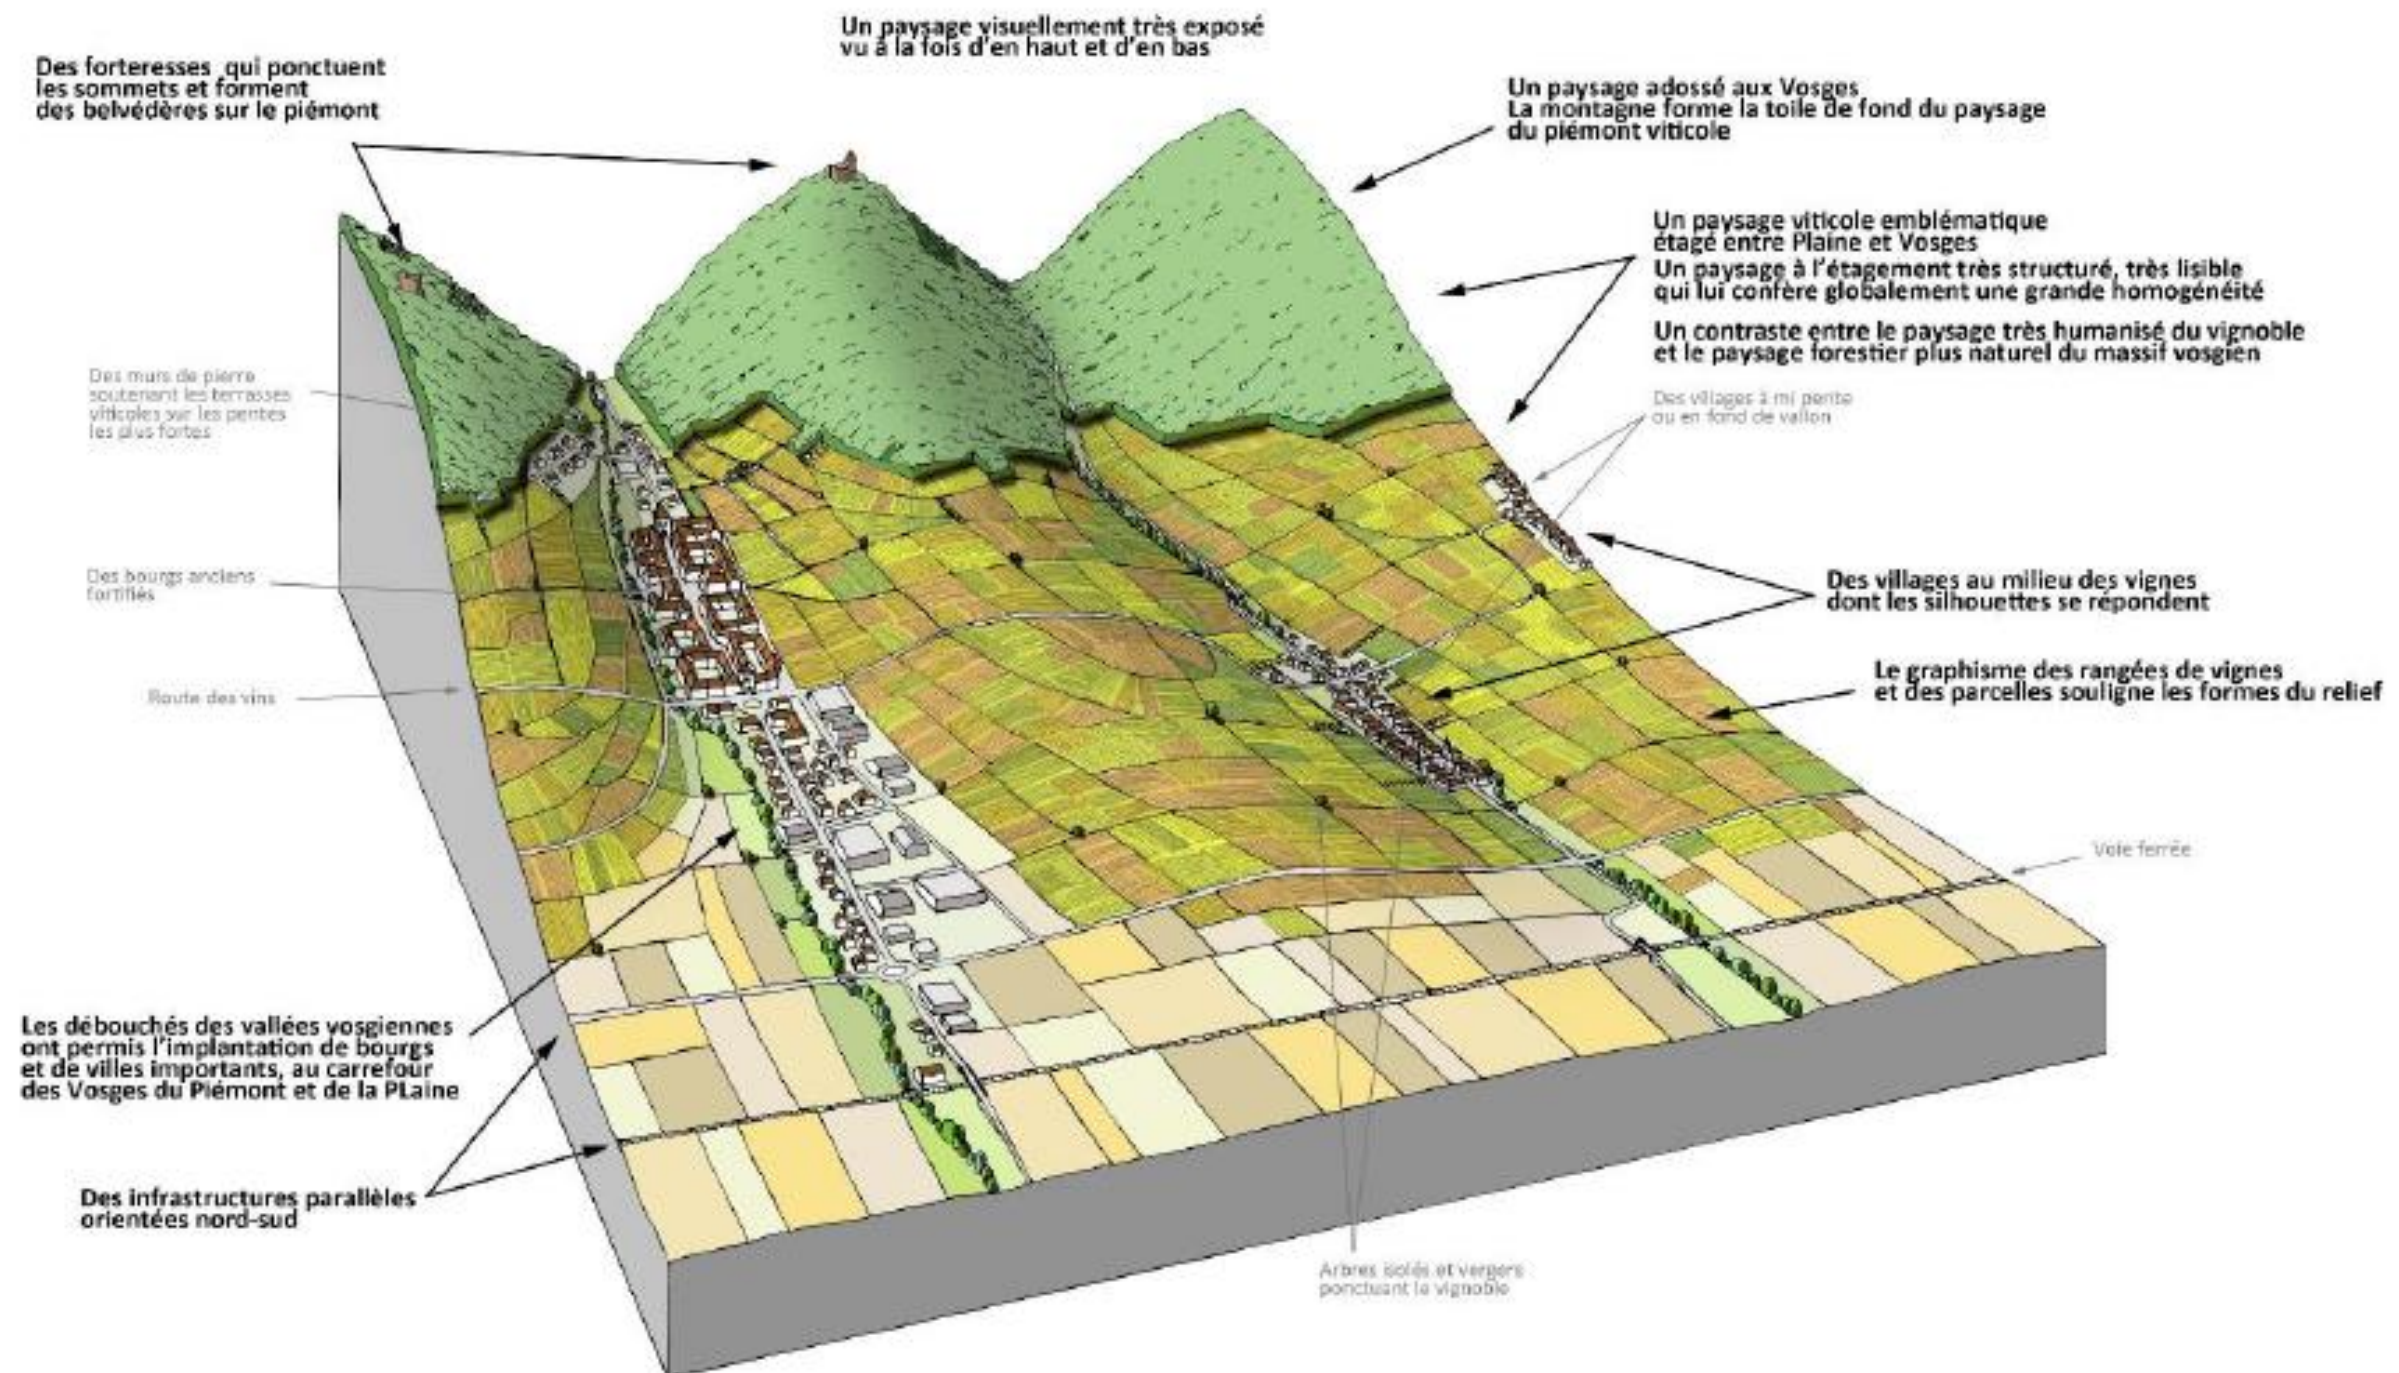 Un paysage visuellement très exposé
vu à la fois d'en haut et d'en bas
Des forteresses qui ponctuent
les sommets et forment
des belvédères sur le piémont
Un paysage adossé aux Vosges
La montagne forme la toile de fond du paysage
du piémont viticole
Un paysage viticole emblématique
étagé entre Plaine et Vosges
Un paysage à l'étagement très structuré, très lisible
qui lui confère globalement une grande homogénéité
Un contraste entre le paysage très humanisé du vignoble
et le paysage forestier plus naturel du massif vosgien
Des murs de pierre
soutenant les terrasses
viticoles sur les pentes
les plus fortes
Des villages à mi pente
ou en fond de vallon
Des bourgs anciens
fortifiés
Des villages au milieu des vignes
dont les silhouettes se répondent
Route des vins
Le graphisme des rangées de vignes
et des parcelles souligne les formes du relief
Voie ferrée
Les débouchés des vallées vosgiennes
ont permis l'implantation de bourgs
et de villes importants, au carrefour
des Vosges du Piémont et de la PLaine
Des infrastructures parallèles
orientées nord-sud
Arbres isolés et vergers
ponctuant le vignoble